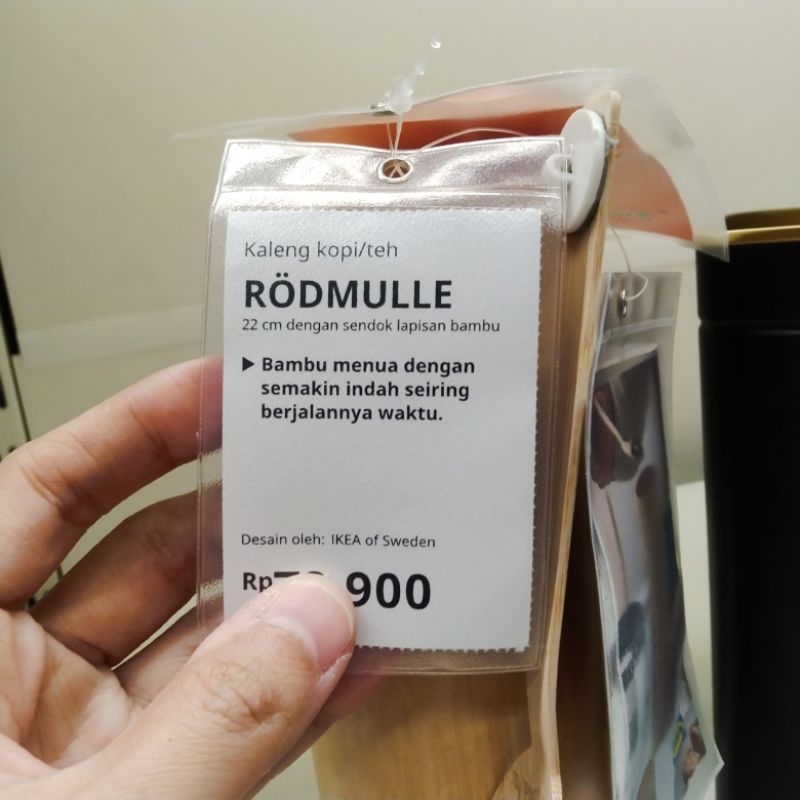 Kaleng kopi/teh
RÖDMULLE
22 cm dengan sendok lapisan bambu
▶ Bambu menua dengan
semakin indah seiring
berjalannya waktu.
Desain oleh: IKEA of Sweden
Rp 900